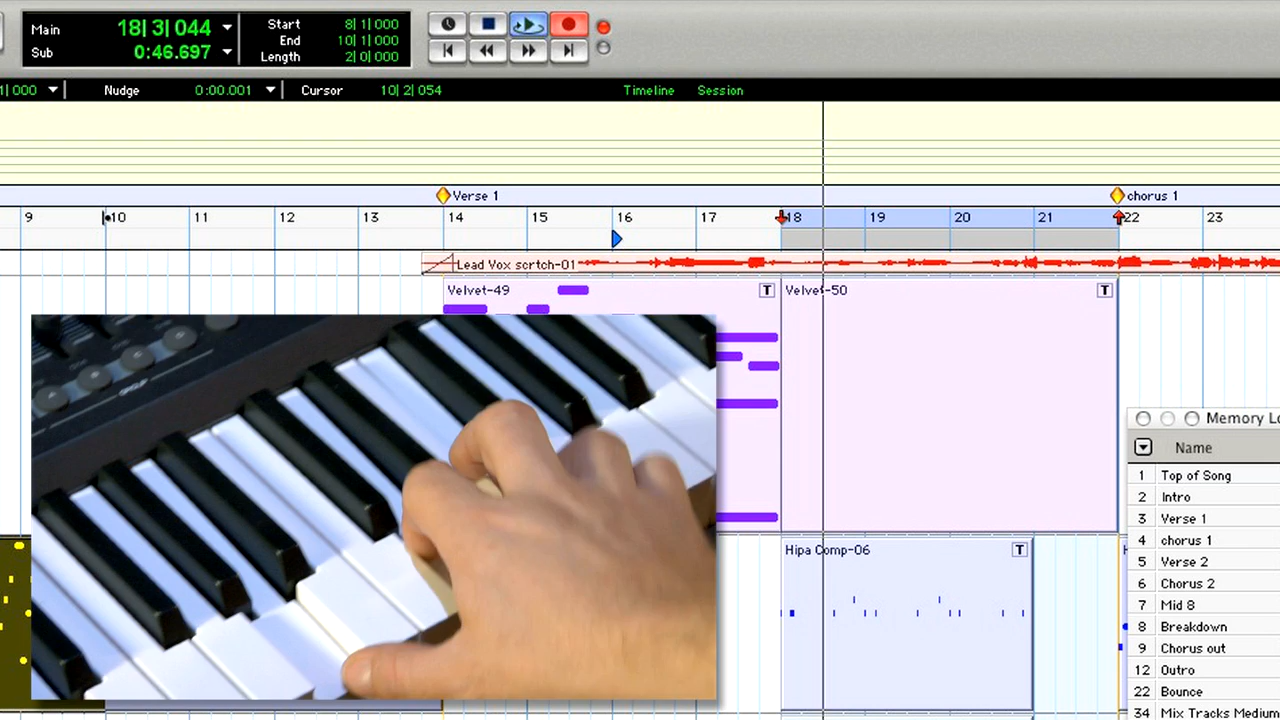 Main 18| 3| 044
Sub 0:46.697
Start 8| 1| 000
End 10| 1| 000
Length 2| 0| 000
1| 000 Nudge 0:00.001 Cursor 10| 2| 054 Timeline Session
Verse 1 chorus 1
9 10 11 12 13 14 15 16 17 18 19 20 21 22 23
Lead Vox scrtch-01
Velvet-49 T Velvet-50 T
Hipa Comp-06 T
Memory Lo
Name
1 Top of Song
2 Intro
3 Verse 1
4 chorus 1
5 Verse 2
6 Chorus 2
7 Mid 8
8 Breakdown
9 Chorus out
12 Outro
22 Bounce
34 Mix Tracks Medium